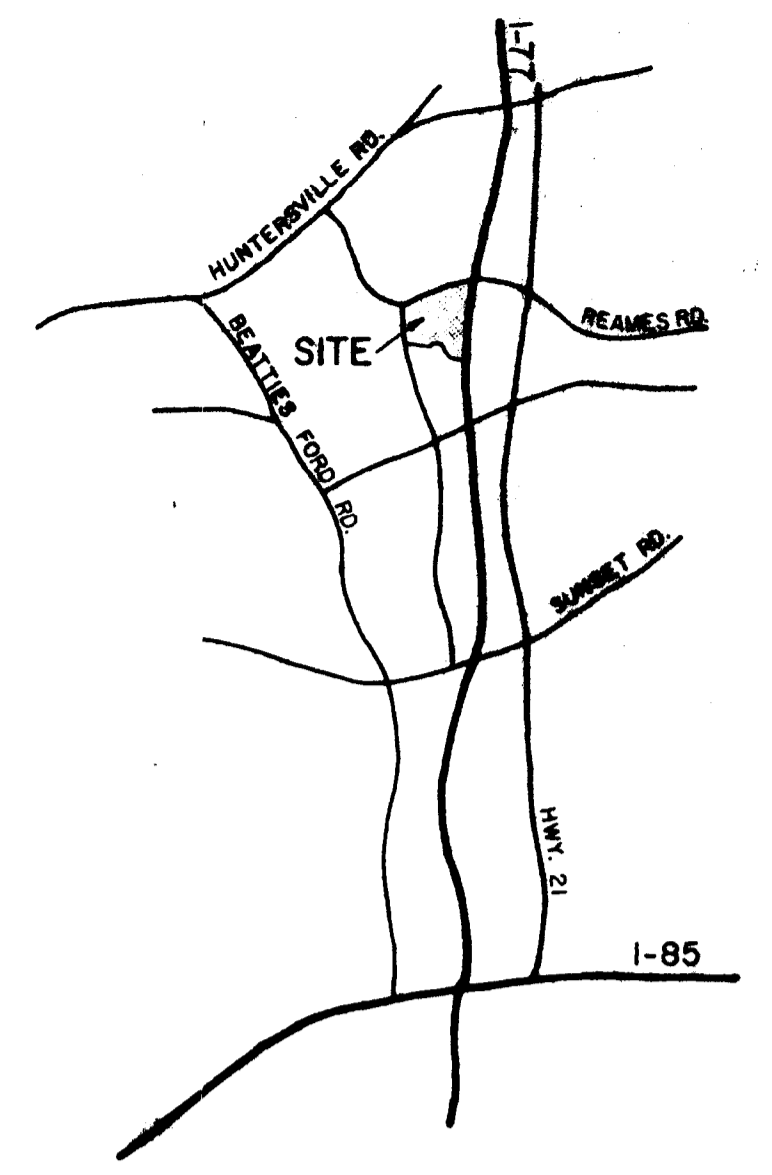 I-77
HUNTERSVILLE RD.
REAMES RD.
BEATTIES FORD RD.
SITE
SUNSET RD.
HWY. 21
I-85